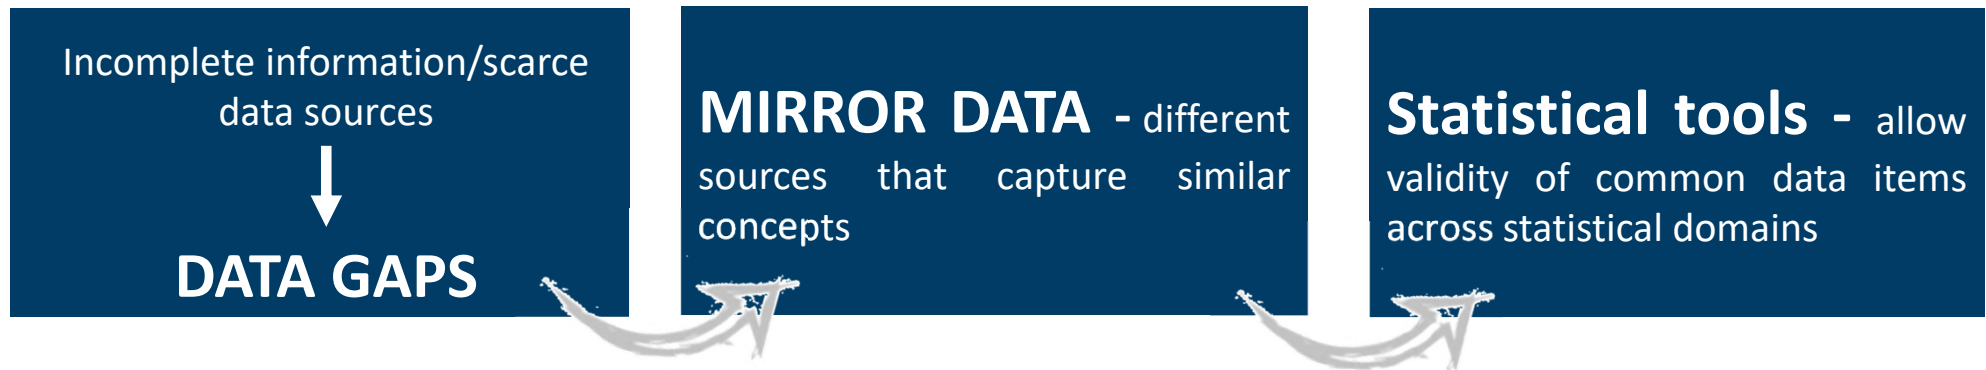 Incomplete information/scarce
data sources
DATA GAPS
MIRROR DATA - different
sources that capture similar
concepts
Statistical tools - allow
validity of common data items
across statistical domains